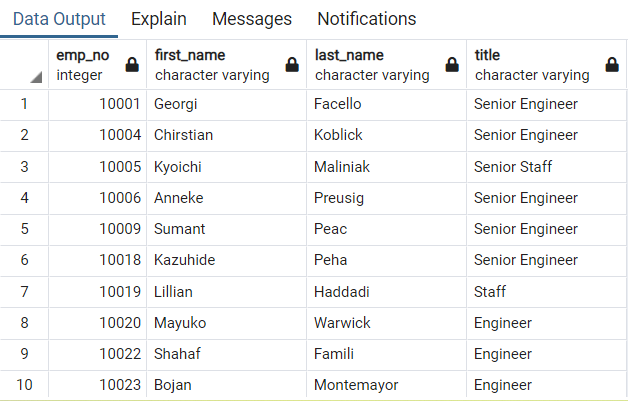 Data Output Explain Messages Notifications
emp_no first_name last_name title
integer character varying character varying character varying
1 10001 Georgi Facello Senior Engineer
2 10004 Chirstian Koblick Senior Engineer
3 10005 Kyoichi Maliniak Senior Staff
4 10006 Anneke Preusig Senior Engineer
5 10009 Sumant Peac Senior Engineer
6 10018 Kazuhide Peha Senior Engineer
7 10019 Lillian Haddadi Staff
8 10020 Mayuko Warwick Engineer
9 10022 Shahaf Famili Engineer
10 10023 Bojan Montemayor Engineer